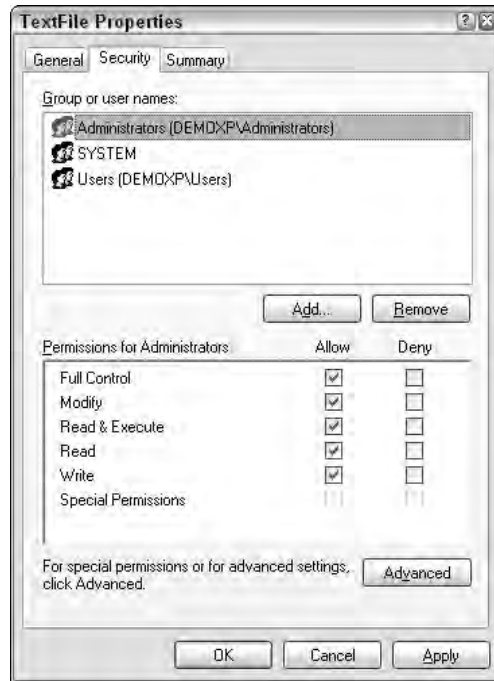 TextFile Properties
General Security Summary
Group or user names:
Administrators (DEMOXP\Administrators)
SYSTEM
Users (DEMOXP\Users)
Add... Remove
Permissions for Administrators Allow Deny
Full Control
Modify
Read & Execute
Read
Write
Special Permissions
For special permissions or for advanced settings, click Advanced. Advanced
OK Cancel Apply